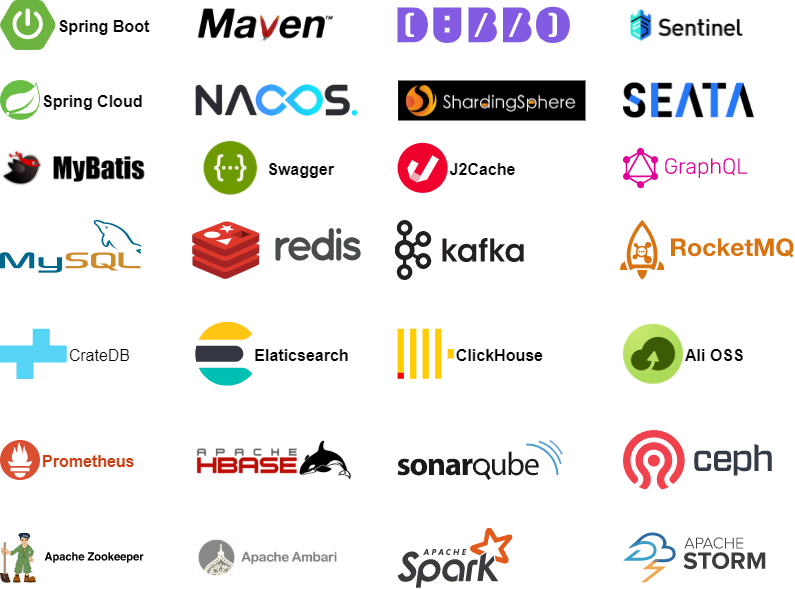 Spring Boot
Maven™
DUBBO
Sentinel
Spring Cloud
NACOS.
ShardingSphere
SEATA
MyBatis
{···}
Swagger
J2Cache
GraphQL
MySQL
redis
kafka
RocketMQ
CrateDB
Elaticsearch
ClickHouse
Ali OSS
Prometheus
APACHE
HBASE
sonarqube
ceph
Apache Zookeeper
Apache Ambari
APACHE
Spark
APACHE
STORM